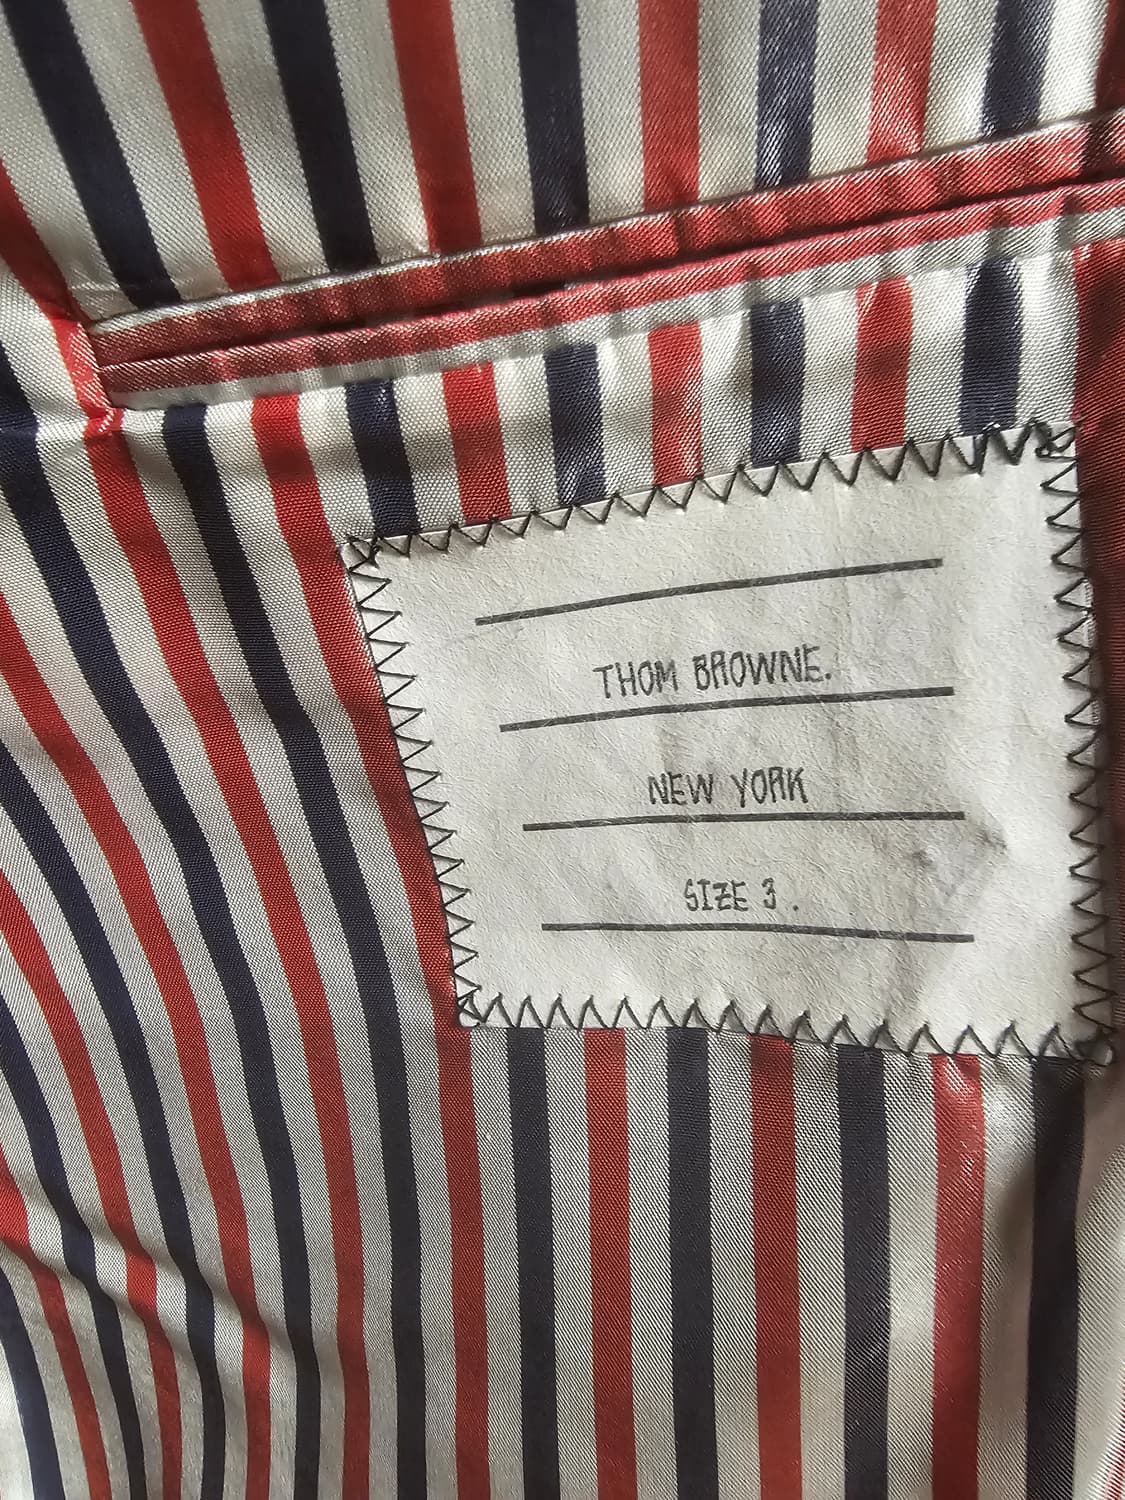 THOM BROWNE.
NEW YORK
SIZE 3 .